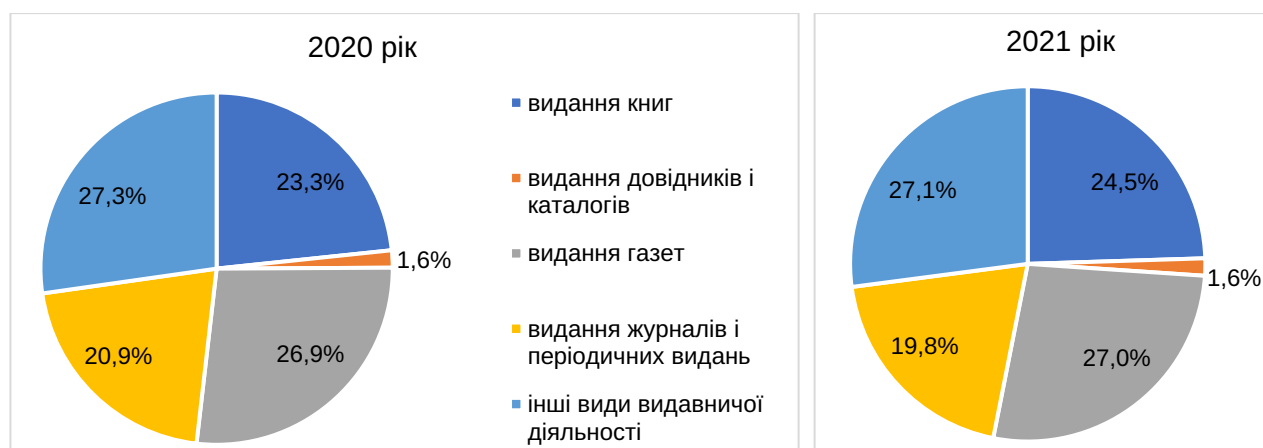 2020 рік
23,3%
1,6%
26,9%
20,9%
27,3%
видання книг
видання довідників і
каталогів
видання газет
видання журналів і
періодичних видань
інші види видавничої
діяльності
2021 рік
24,5%
1,6%
27,0%
19,8%
27,1%